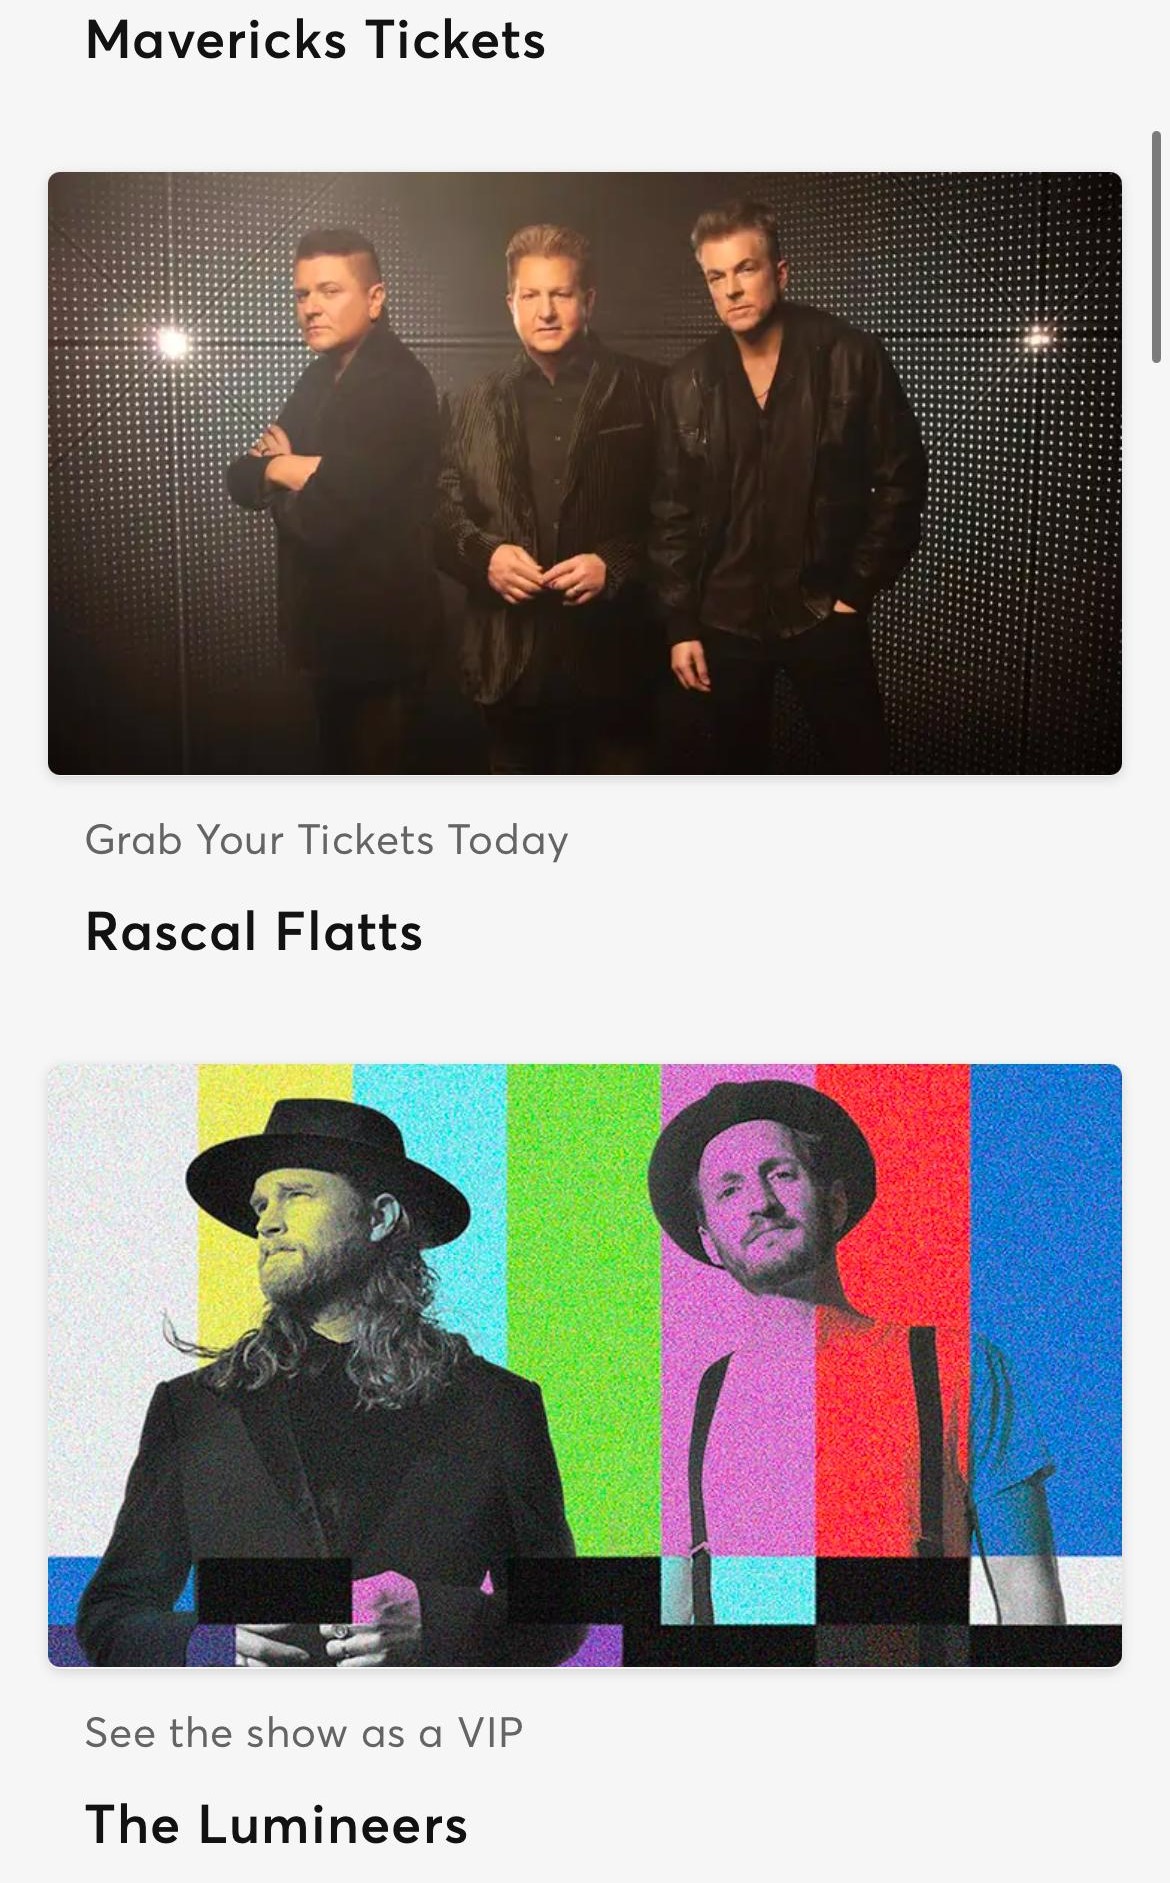 Mavericks Tickets
Grab Your Tickets Today
Rascal Flatts
See the show as a VIP
The Lumineers